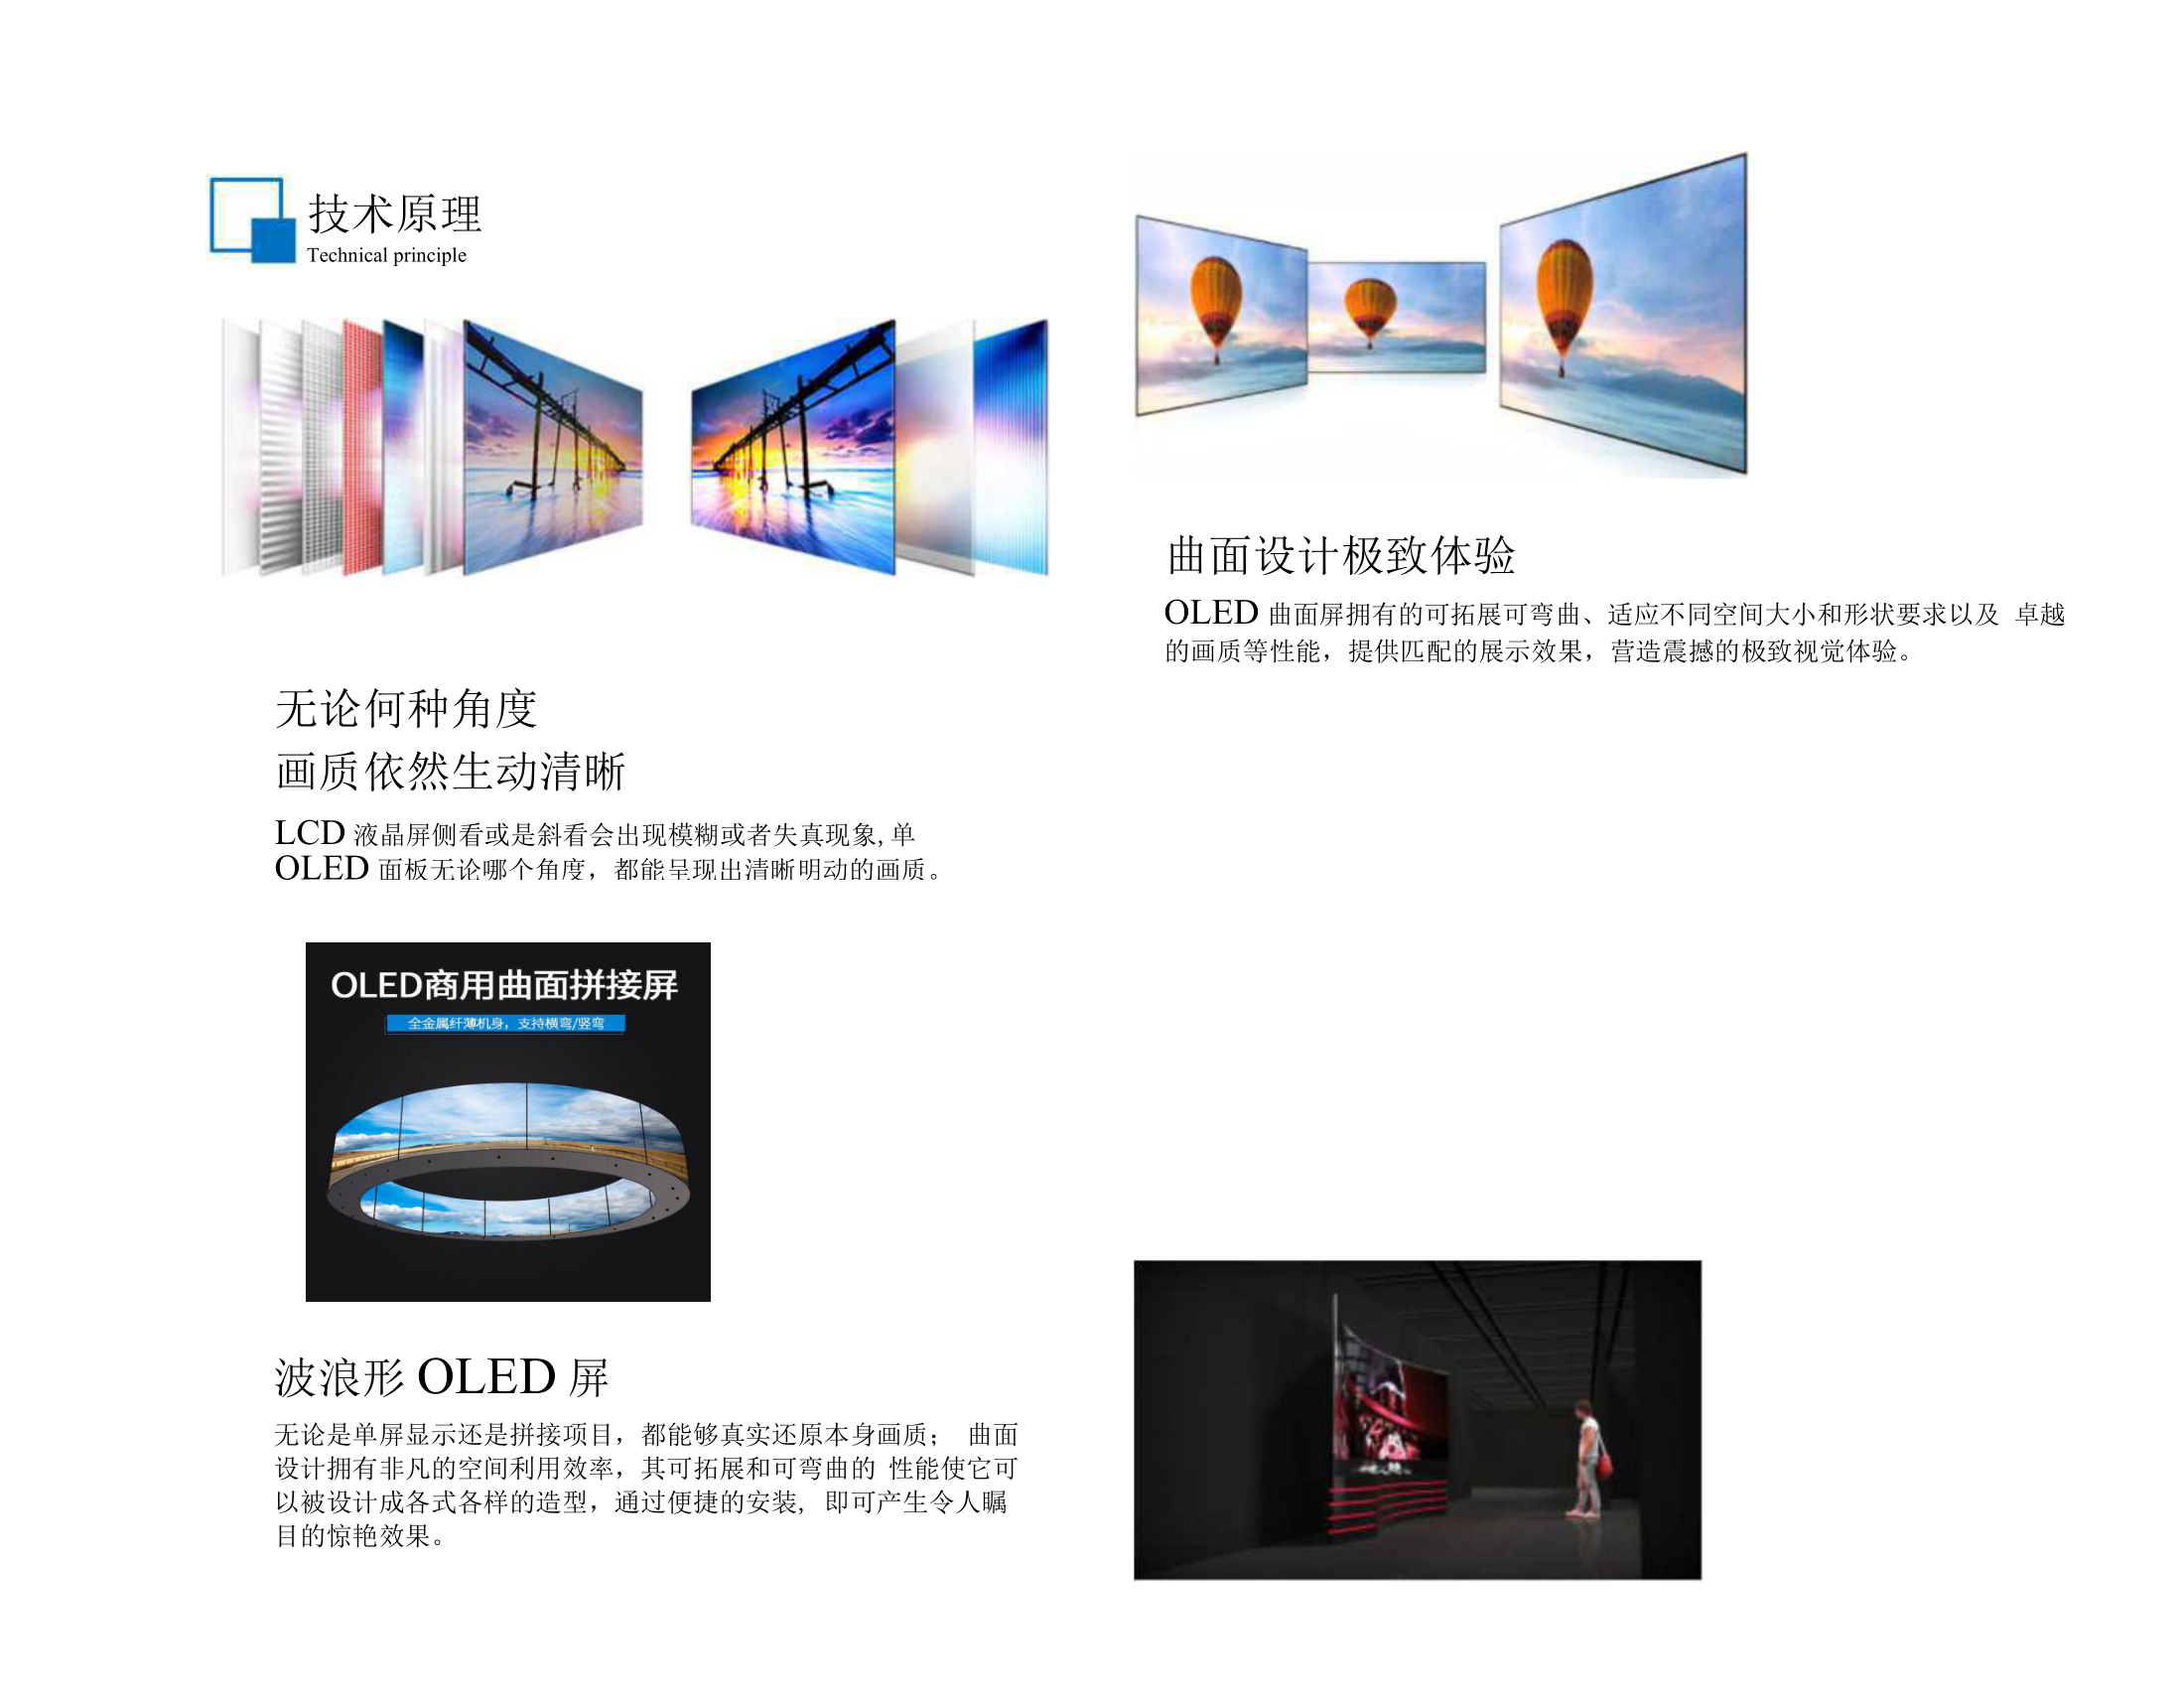 技术原理
Technical principle
无论何种角度
画质依然生动清晰
LCD 液晶屏侧看或是斜看会出现模糊或者失真现象,单
OLED 面板无论哪个角度，都能呈现出清晰明动的画质。
曲面设计极致体验
OLED 曲面屏拥有的可拓展可弯曲、适应不同空间大小和形状要求以及 卓越
的画质等性能，提供匹配的展示效果，营造震撼的极致视觉体验。
OLED商用曲面拼接屏
全金属纤薄机身，支持横弯/竖弯
波浪形 OLED 屏
无论是单屏显示还是拼接项目，都能够真实还原本身画质； 曲面
设计拥有非凡的空间利用效率，其可拓展和可弯曲的 性能使它可
以被设计成各式各样的造型，通过便捷的安装, 即可产生令人瞩
目的惊艳效果。